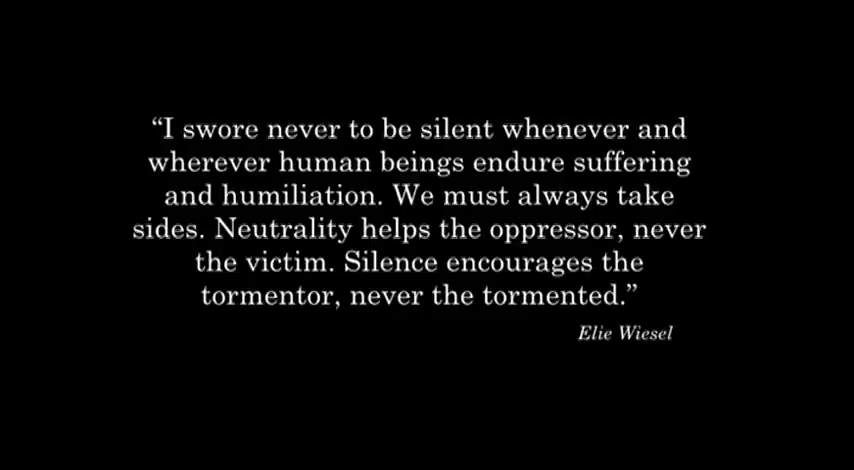 “I swore never to be silent whenever and
wherever human beings endure suffering
and humiliation. We must always take
sides. Neutrality helps the oppressor, never
the victim. Silence encourages the
tormentor, never the tormented.”
Elie Wiesel